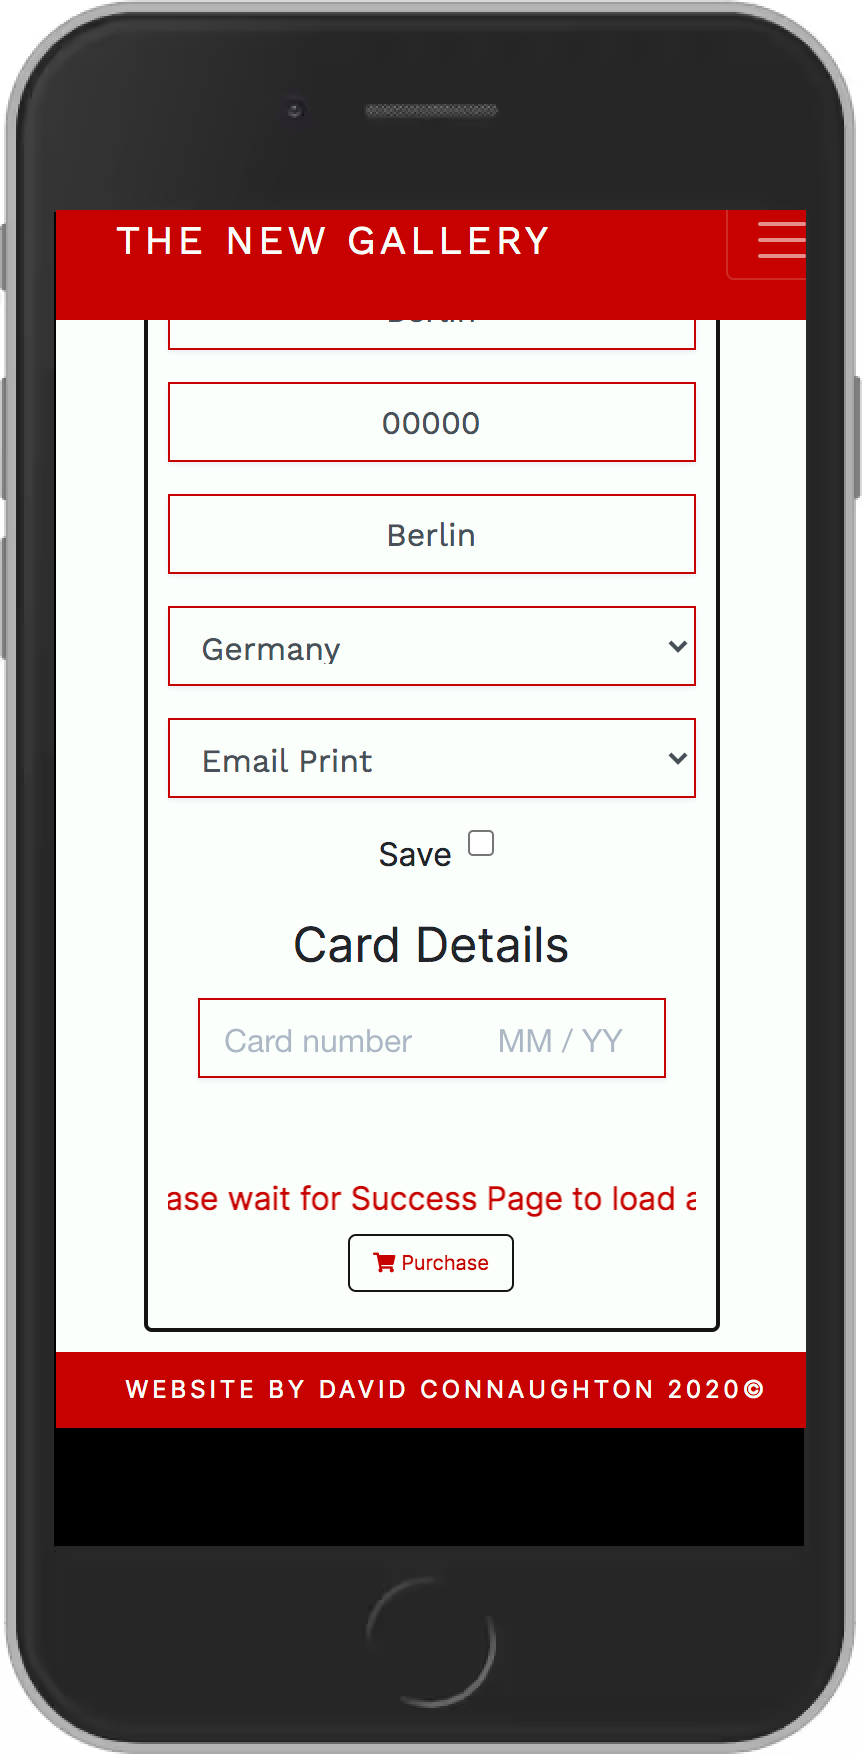 THE NEW GALLERY
00000
Berlin
Germany
Email Print
Save
Card Details
Card number MM / YY
ase wait for Success Page to load a
Purchase
WEBSITE BY DAVID CONNAUGHTON 2020©